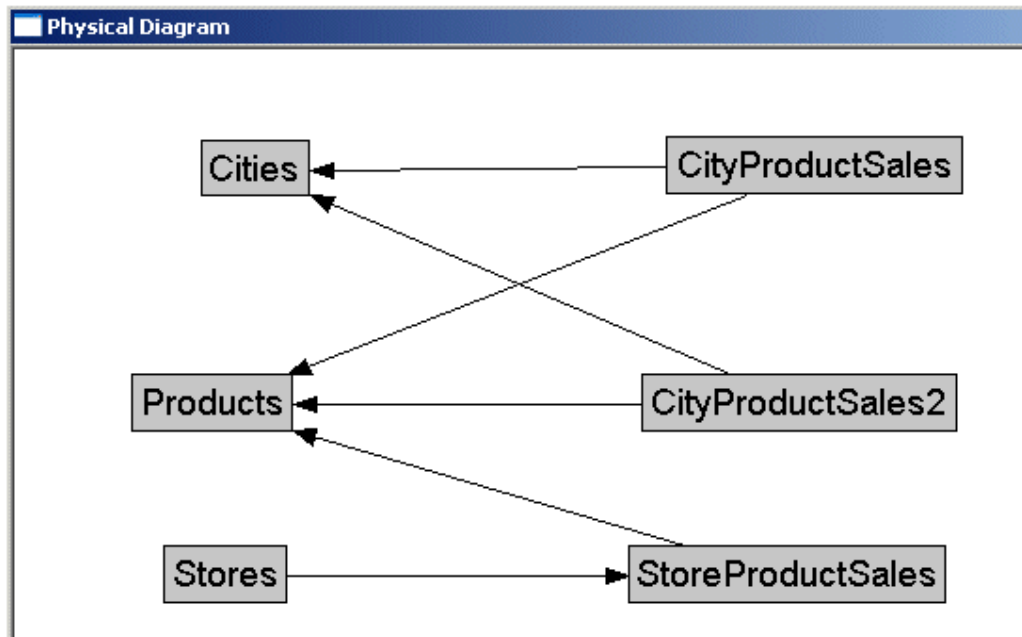 Physical Diagram
Cities
CityProductSales
Products
CityProductSales2
Stores
StoreProductSales